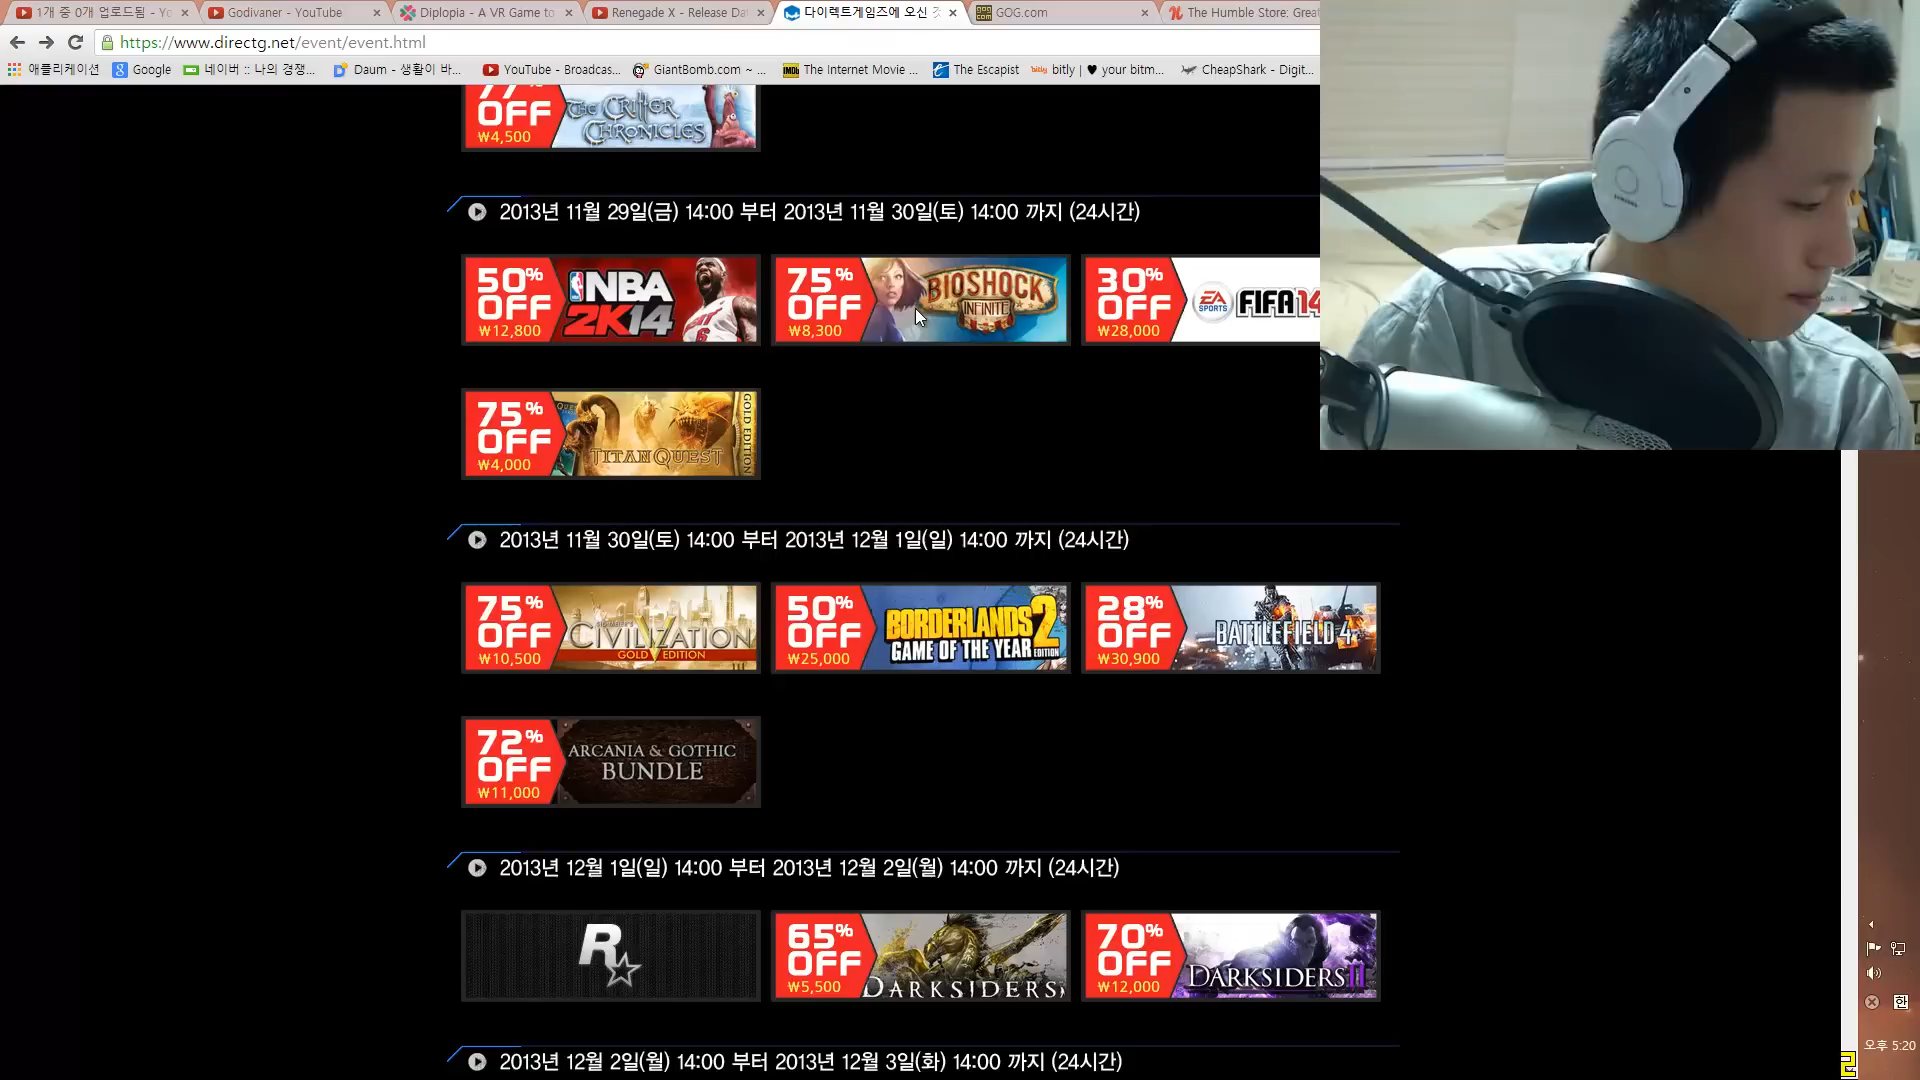 1개 중 0개 업로드됨 - Yo
Godivaner - YouTube
Diplopia - A VR Game to
Renegade X - Release Da
다이렉트게임즈에 오신 것
GOG.com
The Humble Store: Great
https://www.directg.net/event/event.html
애플리케이션
Google
네이버 :: 나의 경쟁...
Daum - 생활이 바...
YouTube - Broadcas...
GiantBomb.com ~ ...
The Internet Movie ...
The Escapist
bitly | ♥ your bitm...
CheapShark - Digit...
77%
OFF
₩4,500
THE CRITTER
CHRONICLES
2013년 11월 29일(금) 14:00 부터 2013년 11월 30일(토) 14:00 까지 (24시간)
50%
OFF
₩12,800
NBA
2K14
75%
OFF
₩8,300
BIOSHOCK
INFINITE
30%
OFF
₩28,000
EA
SPORTS
FIFA 14
SAMSUNG
75%
OFF
₩4,000
TITAN QUEST
GOLD EDITION
2013년 11월 30일(토) 14:00 부터 2013년 12월 1일(일) 14:00 까지 (24시간)
75%
OFF
₩10,500
SID MEIER'S
CIVILIZATION
V
GOLD EDITION
50%
OFF
₩25,000
BORDERLANDS 2
GAME OF THE YEAR EDITION
28%
OFF
₩30,900
BATTLEFIELD 4
72%
OFF
₩11,000
ARCANIA & GOTHIC
BUNDLE
2013년 12월 1일(일) 14:00 부터 2013년 12월 2일(월) 14:00 까지 (24시간)
R
65%
OFF
₩5,500
DARKSIDERS
70%
OFF
₩12,000
DARKSIDERS II
2013년 12월 2일(월) 14:00 부터 2013년 12월 3일(화) 14:00 까지 (24시간)
한
오후 5:20